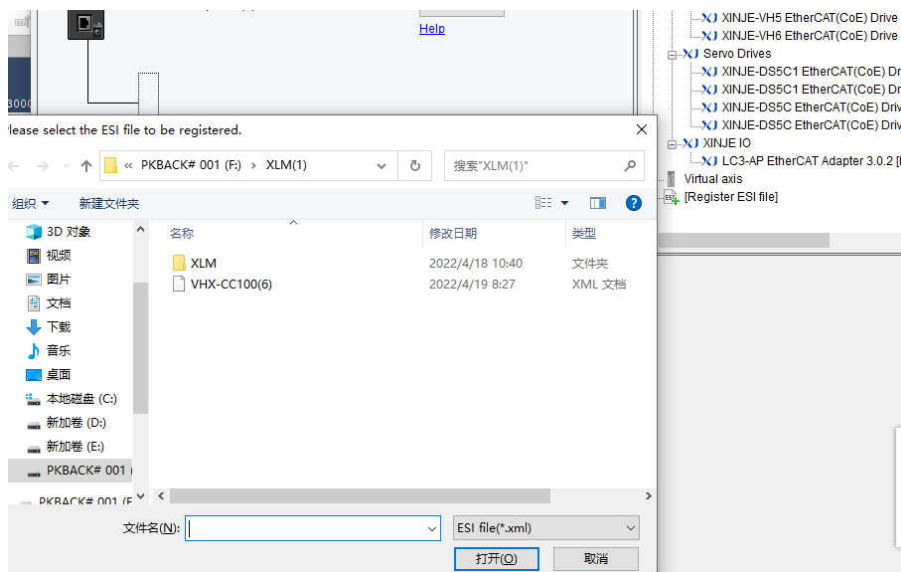 Help
3000
XINJE-VH5 EtherCAT(CoE) Drive
XINJE-VH6 EtherCAT(CoE) Drive
Servo Drives
XINJE-DS5C1 EtherCAT(CoE) Dr
XINJE-DS5C1 EtherCAT(CoE) Dr
XINJE-DS5C EtherCAT(CoE) Driv
XINJE-DS5C EtherCAT(CoE) Driv
XINJE IO
LC3-AP EtherCAT Adapter 3.0.2 [
Virtual axis
[Register ESI file]
Please select the ESI file to be registered.
« PKBACK# 001 (F:) › XLM(1)
搜索"XLM(1)"
组织 新建文件夹
名称 修改日期 类型
XLM 2022/4/18 10:40 文件夹
VHX-CC100(6) 2022/4/19 8:27 XML 文档
3D 对象
视频
图片
文档
下载
音乐
桌面
本地磁盘 (C:)
新加卷 (D:)
新加卷 (E:)
PKBACK# 001 (
PKBACK# 001 (F
文件名(N): ESI file(*.xml)
打开(O) 取消